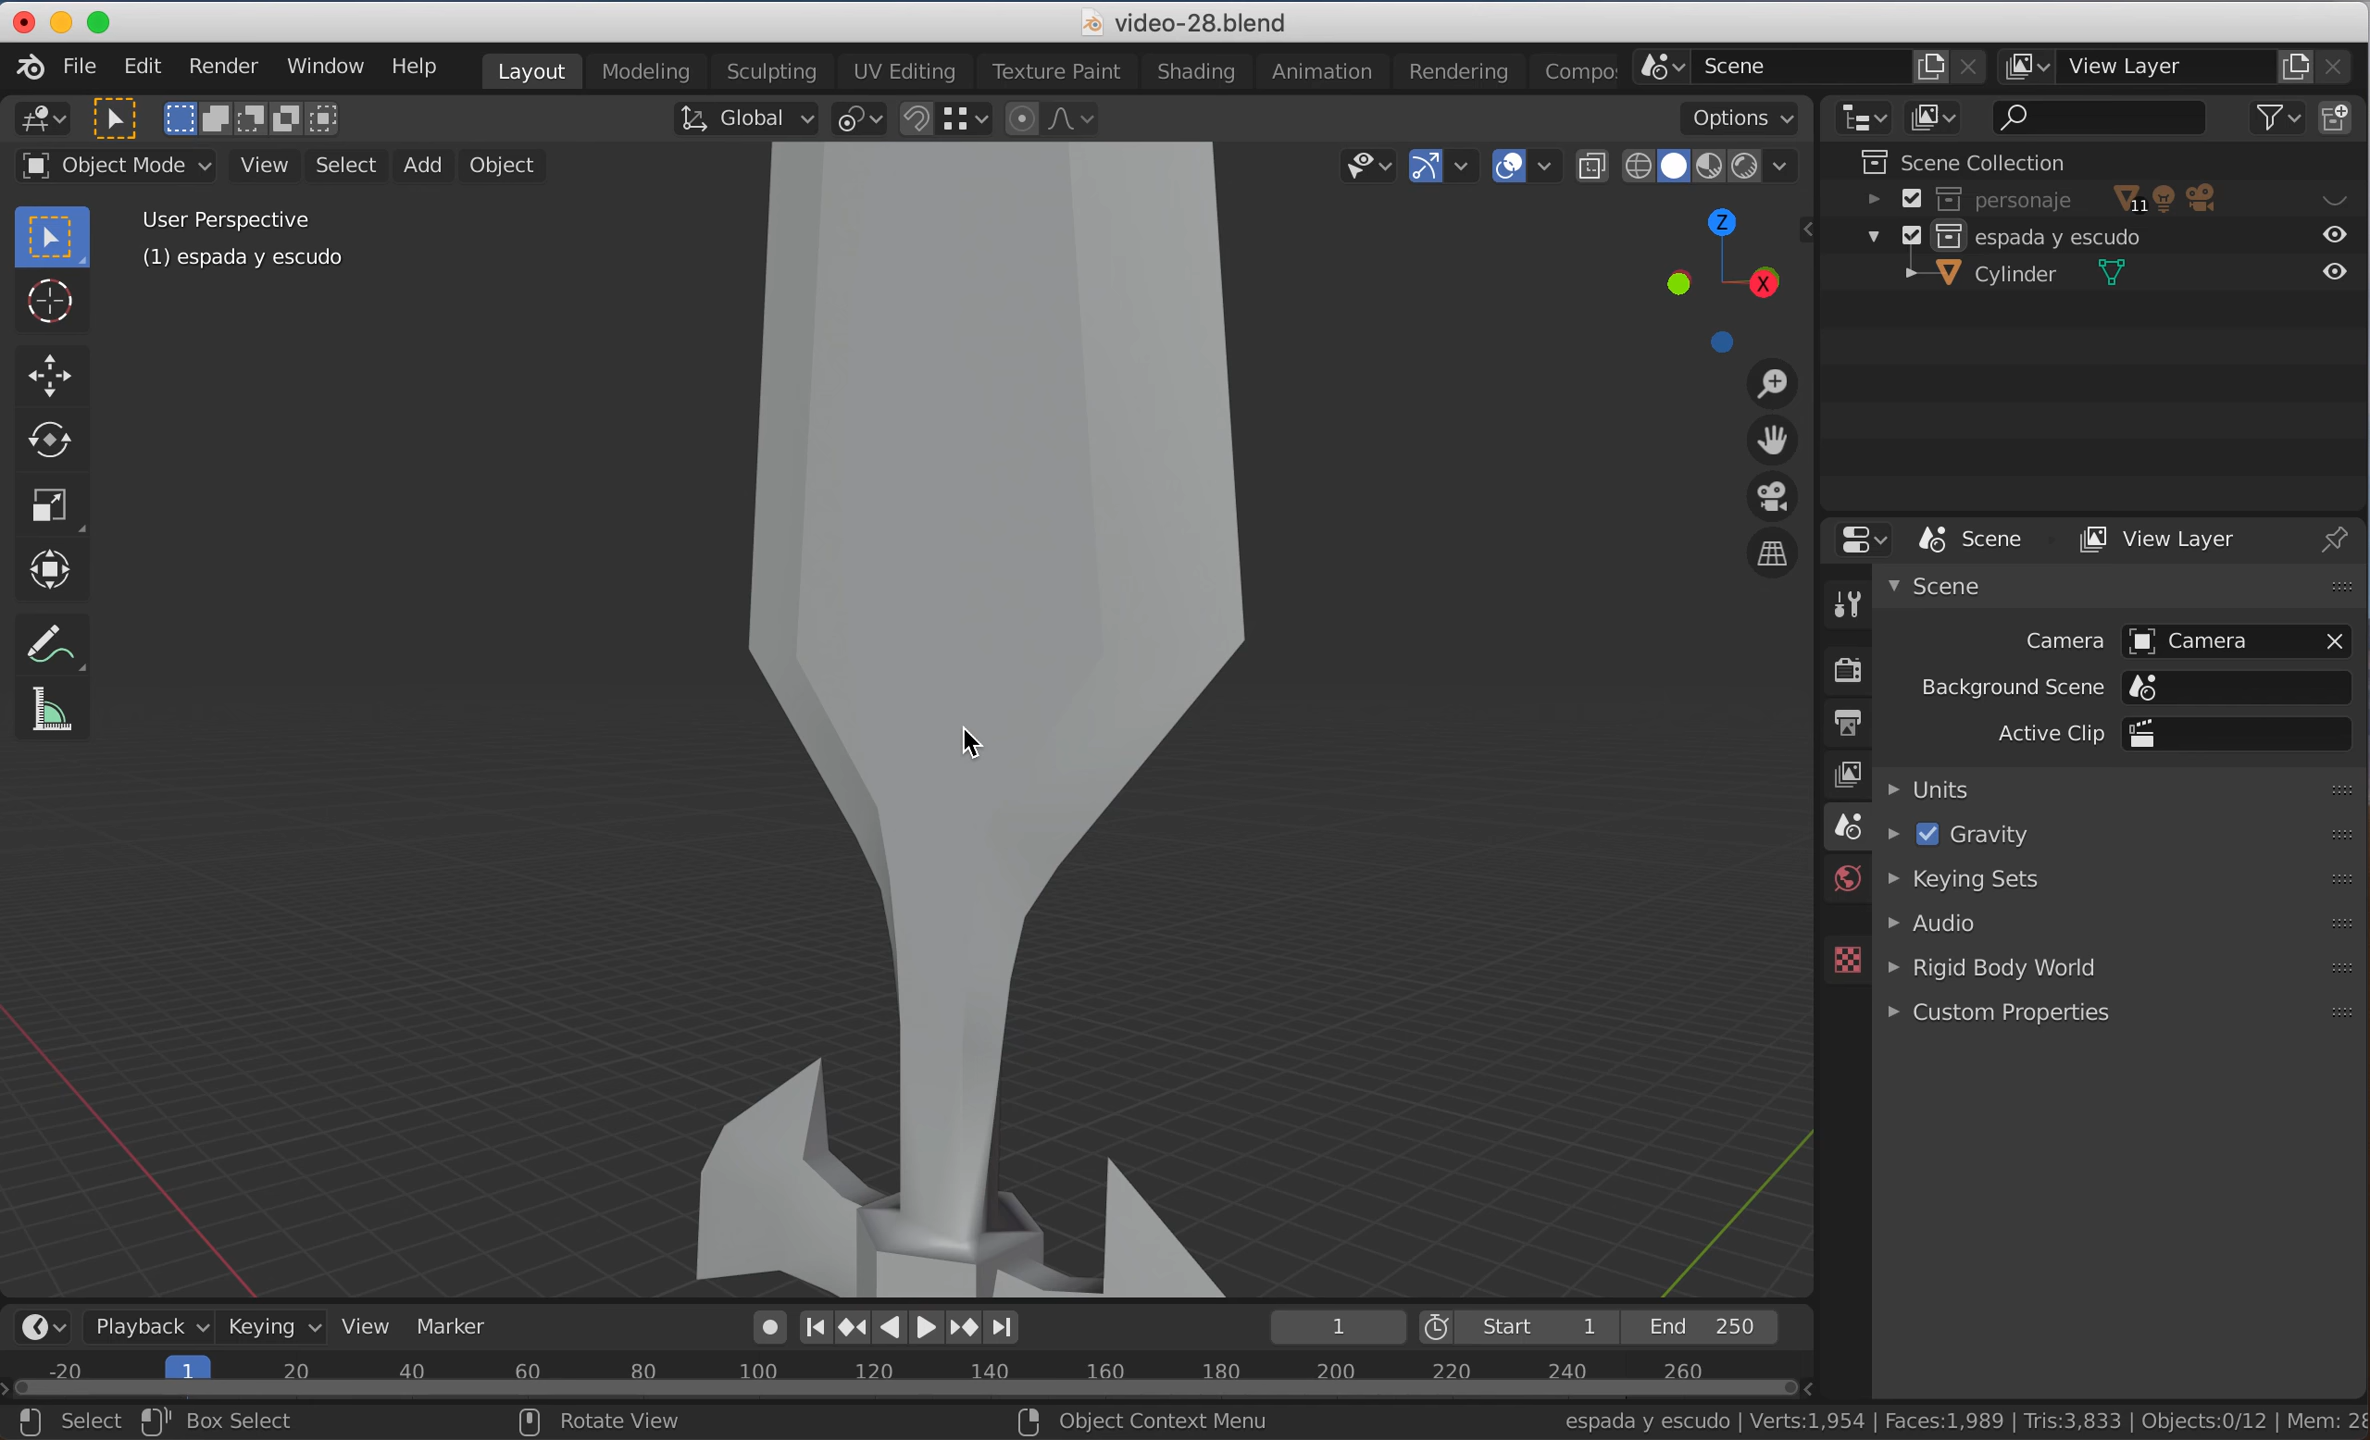 video-28.blend
File Edit Render Window Help Layout Modeling Sculpting UV Editing Texture Paint Shading Animation Rendering Compo Scene View Layer
Global Options
Object Mode View Select Add Object
User Perspective
(1) espada y escudo
Z
X
Scene Collection
personaje 11
espada y escudo
Cylinder
Scene View Layer
Scene
Camera Camera
Background Scene
Active Clip
Units
Gravity
Keying Sets
Audio
Rigid Body World
Custom Properties
Playback Keying View Marker 1 Start 1 End 250
-20 1 20 40 60 80 100 120 140 160 180 200 220 240 260
Select Box Select Rotate View Object Context Menu espada y escudo | Verts:1,954 | Faces:1,989 | Tris:3,833 | Objects:0/12 | Mem: 28